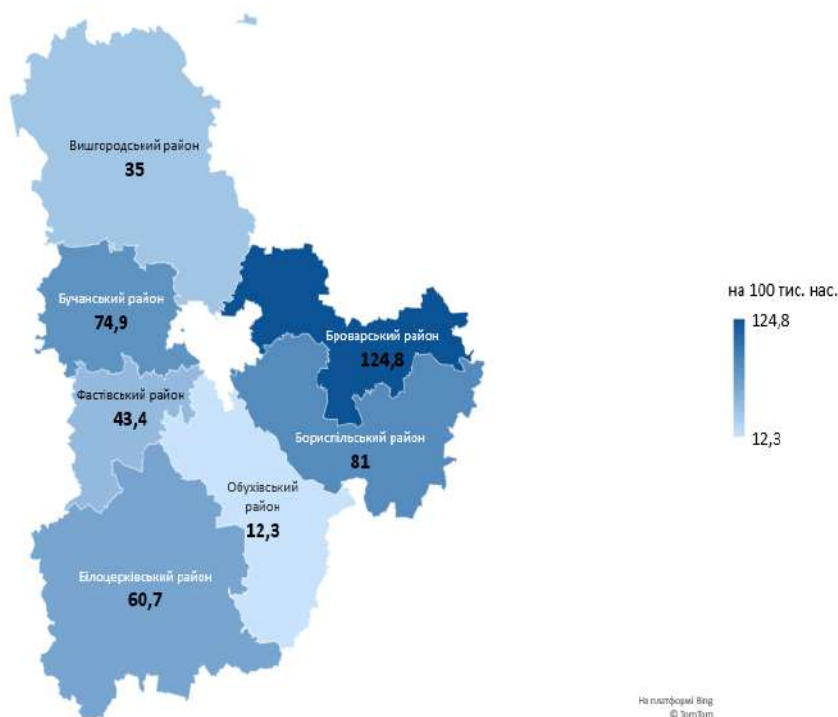 Вишгородський район
35
на 100 тис. нас.
124,8
12,3
Бучанський район
74,9
Броварський район
124,8
Фастівський район
43,4
Бориспільський район
81
Обухівський
район
12,3
Білоцерківський район
60,7
На платформі Bing
© TomTom